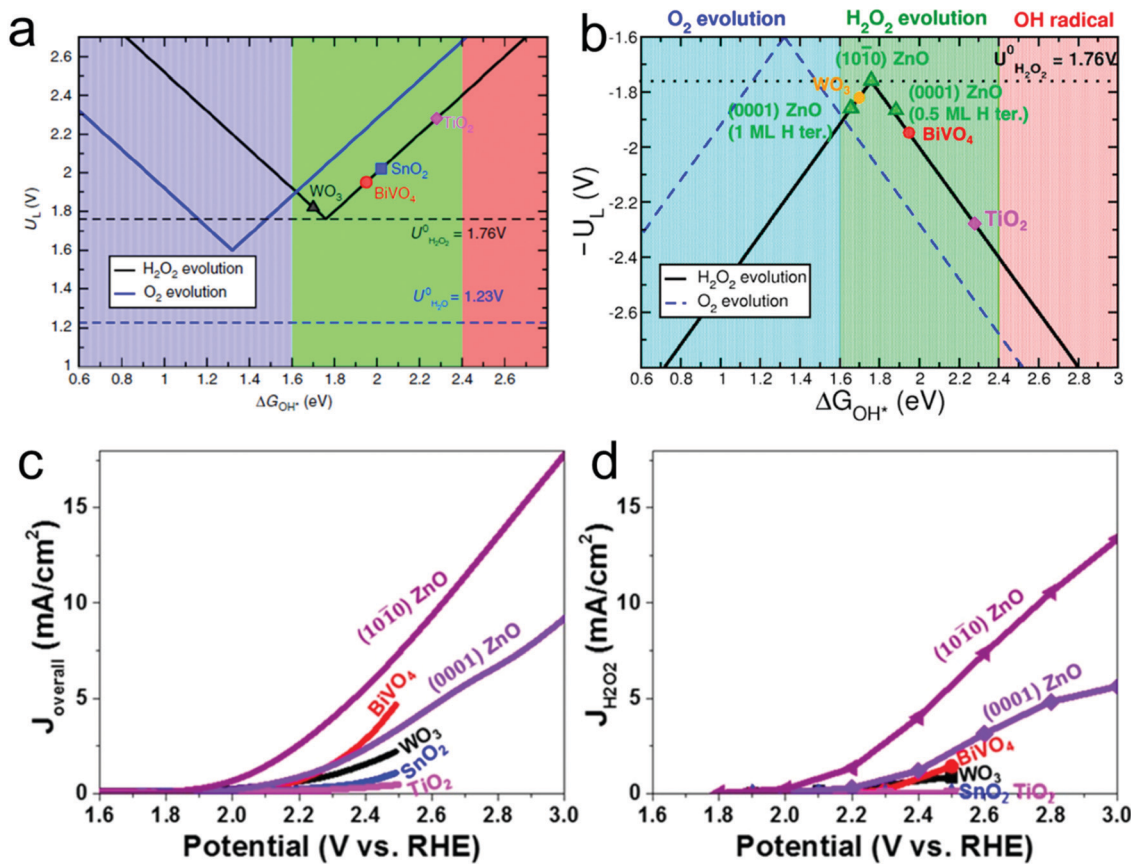 a
2.6
2.4
2.2
2
1.8
1.6
1.4
1.2
1
U_L (V)
WO₃
TiO₂
SnO₂
BiVO₄
U⁰_H₂O₂ = 1.76V
H₂O₂ evolution
O₂ evolution
U⁰_H₂O = 1.23V
0.6 0.8 1 1.2 1.4 1.6 1.8 2 2.2 2.4 2.6
ΔG_OH* (eV)
b
O₂ evolution H₂O₂ evolution OH radical
-1.6
-1.8
-2
-2.2
-2.4
-2.6
- U_L (V)
(101̄0) ZnO
U⁰_H₂O₂ = 1.76V
WO₃
(0001) ZnO
(1 ML H ter.)
(0001) ZnO
(0.5 ML H ter.)
BiVO₄
TiO₂
H₂O₂ evolution
O₂ evolution
0.6 0.8 1 1.2 1.4 1.6 1.8 2 2.2 2.4 2.6 2.8 3
ΔG_OH* (eV)
c
15
10
5
0
J_overall (mA/cm²)
(101̄0) ZnO
(0001) ZnO
BiVO₄
WO₃
SnO₂
TiO₂
1.6 1.8 2.0 2.2 2.4 2.6 2.8 3.0
Potential (V vs. RHE)
d
15
10
5
0
J_H2O2 (mA/cm²)
(101̄0) ZnO
(0001) ZnO
BiVO₄
WO₃
SnO₂ TiO₂
1.6 1.8 2.0 2.2 2.4 2.6 2.8 3.0
Potential (V vs. RHE)